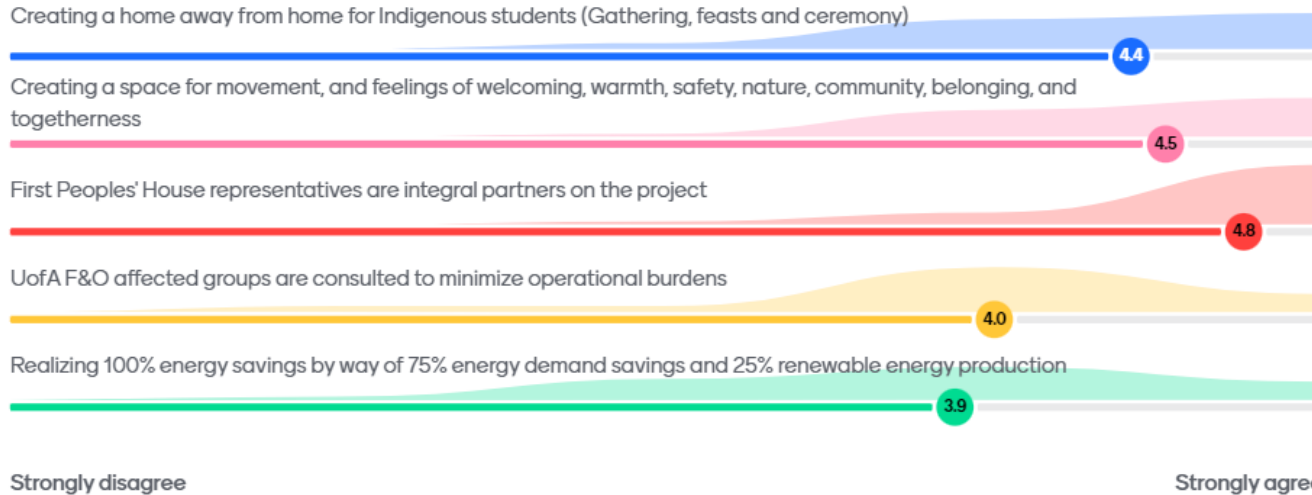 Creating a home away from home for Indigenous students (Gathering, feasts and ceremony)
4.4
Creating a space for movement, and feelings of welcoming, warmth, safety, nature, community, belonging, and
togetherness
4.5
First Peoples' House representatives are integral partners on the project
4.8
UofA F&O affected groups are consulted to minimize operational burdens
4.0
Realizing 100% energy savings by way of 75% energy demand savings and 25% renewable energy production
3.9
Strongly disagree
Strongly agree